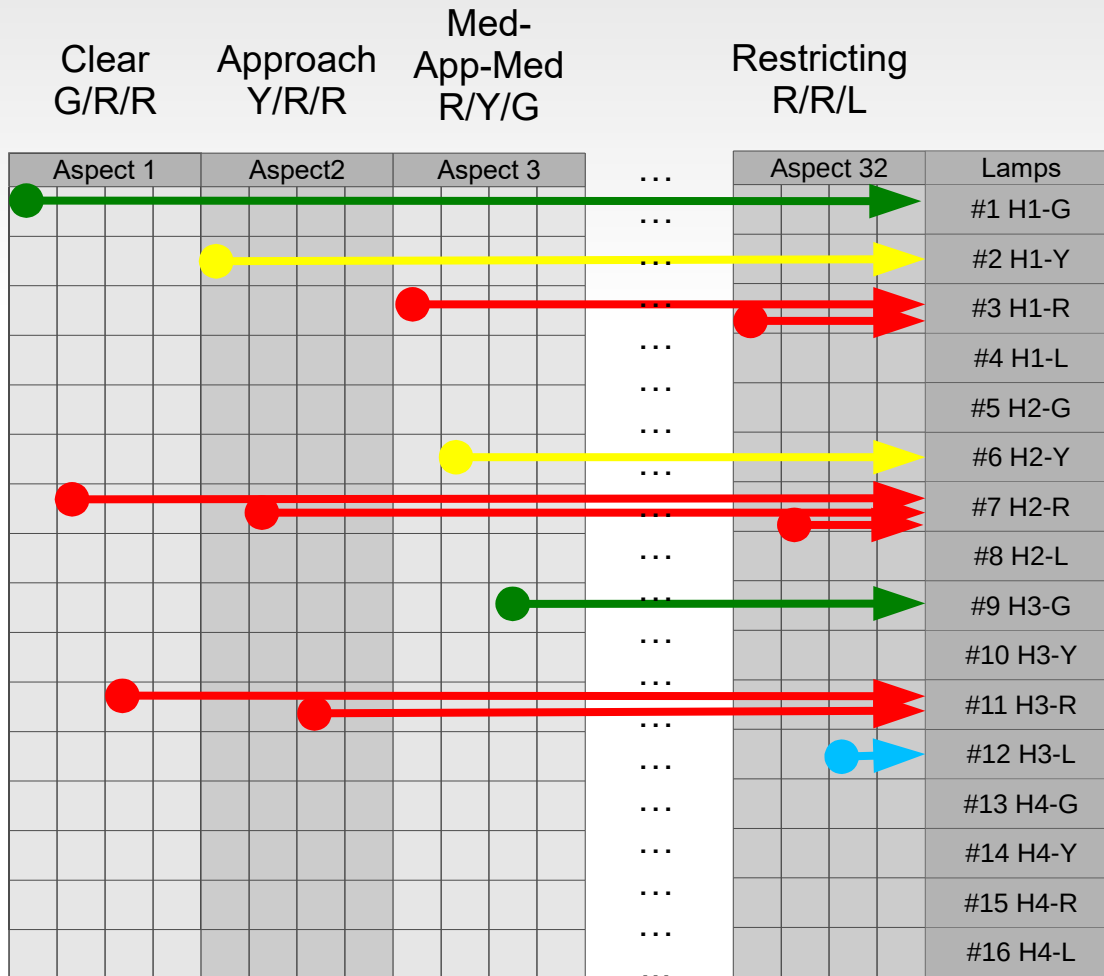 Clear
G/R/R
Approach
Y/R/R
Med-
App-Med
R/Y/G
Restricting
R/R/L
Aspect 1
Aspect2
Aspect 3
...
Aspect 32
Lamps
#1 H1-G
...
#2 H1-Y
...
#3 H1-R
...
#4 H1-L
...
...
#5 H2-G
...
#6 H2-Y
...
#7 H2-R
...
#8 H2-L
...
#9 H3-G
...
#10 H3-Y
...
#11 H3-R
...
#12 H3-L
...
#13 H4-G
...
#14 H4-Y
...
...
#15 H4-R
...
#16 H4-L
...